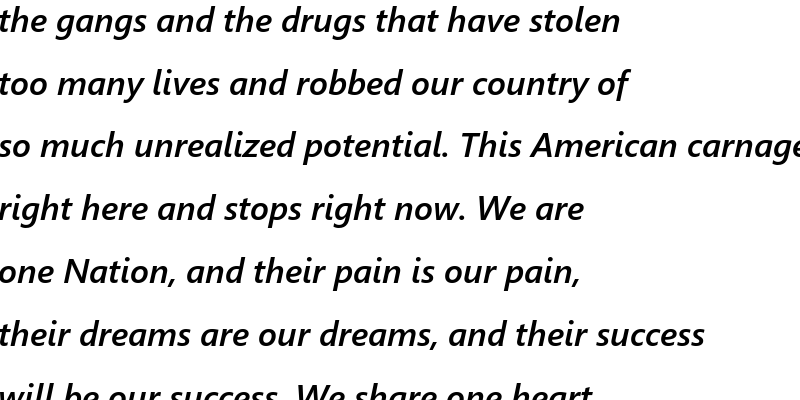 the gangs and the drugs that have stolen
too many lives and robbed our country of
so much unrealized potential. This American carnage
right here and stops right now. We are
one Nation, and their pain is our pain,
their dreams are our dreams, and their success
will be our success. We share one heart,